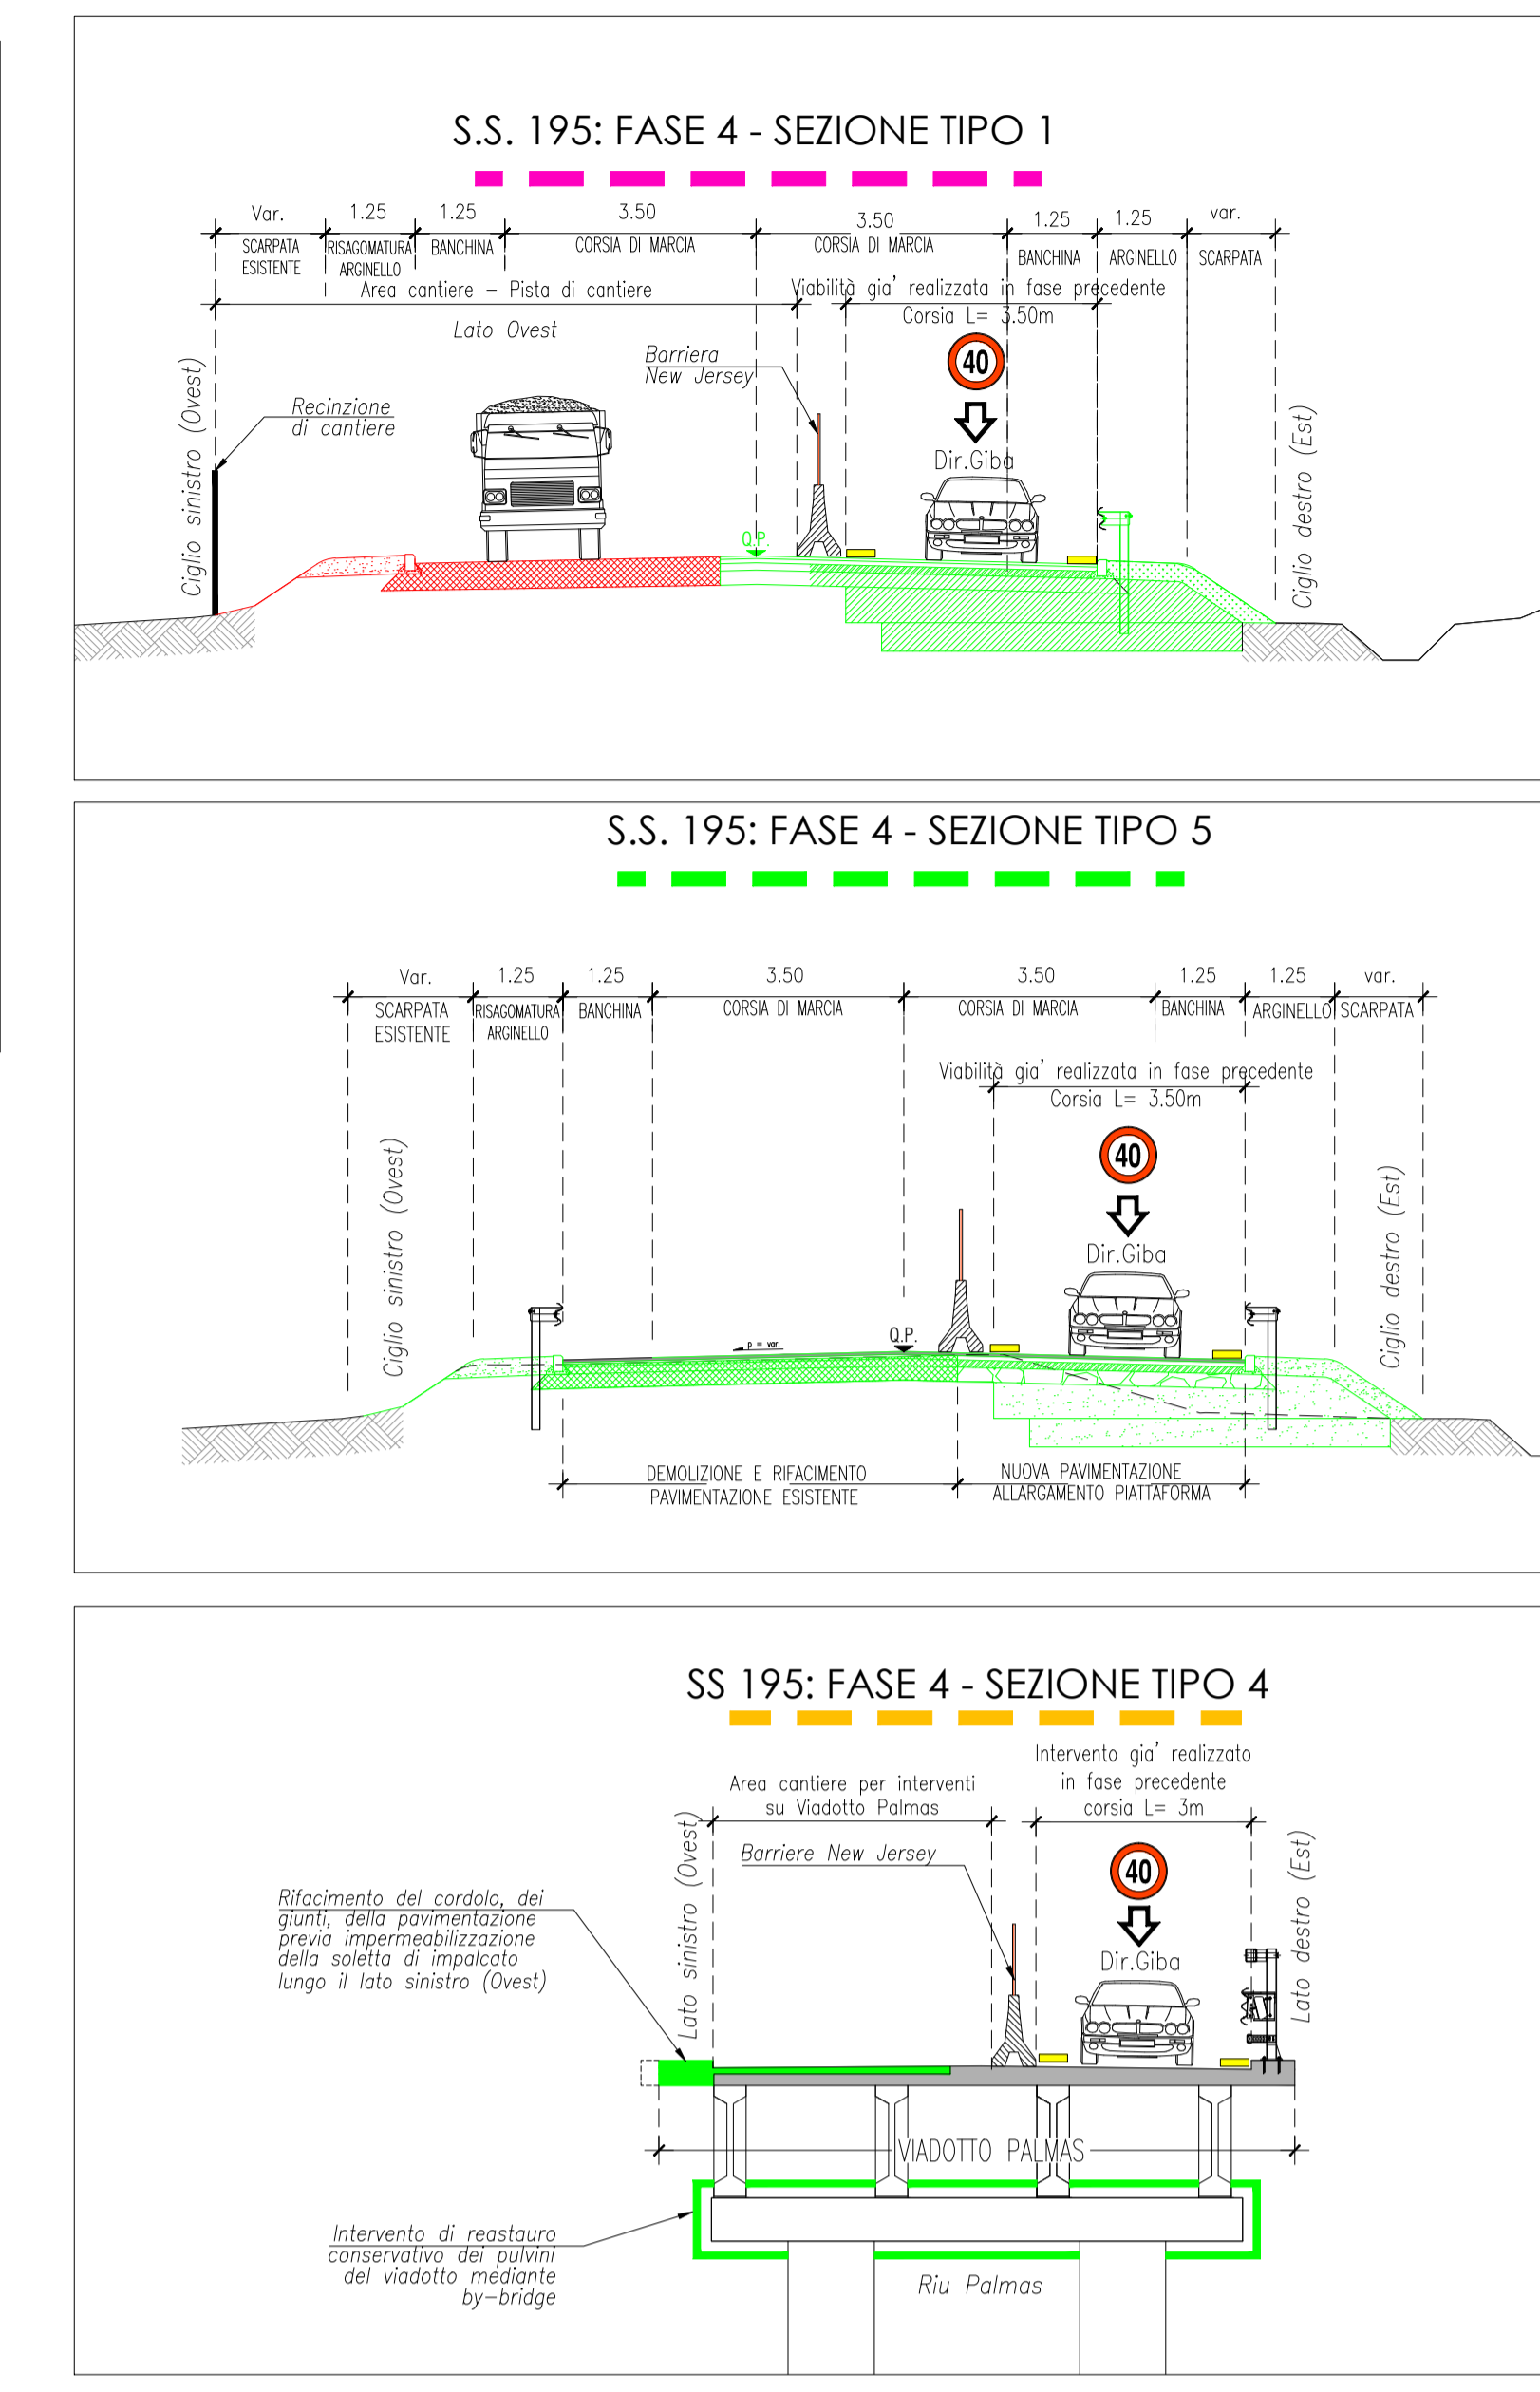 S.S. 195: FASE 4 - SEZIONE TIPO 1
Var. 1.25 1.25 3.50 3.50 1.25 1.25 var.
SCARPATA ESISTENTE
RISAGOMATURA ARGINELLO
BANCHINA
CORSIA DI MARCIA
CORSIA DI MARCIA
BANCHINA
ARGINELLO
SCARPATA
Area cantiere - Pista di cantiere
Viabilità gia' realizzata in fase precedente
Corsia L= 3.50m
Lato Ovest
Barriera
New Jersey
40
Recinzione
di cantiere
Dir.Giba
Ciglio sinistro (Ovest)
Ciglio destro (Est)
Q.P.
S.S. 195: FASE 4 - SEZIONE TIPO 5
Var. 1.25 1.25 3.50 3.50 1.25 1.25 var.
SCARPATA ESISTENTE
RISAGOMATURA ARGINELLO
BANCHINA
CORSIA DI MARCIA
CORSIA DI MARCIA
BANCHINA
ARGINELLO
SCARPATA
Viabilità gia' realizzata in fase precedente
Corsia L= 3.50m
40
Dir.Giba
Ciglio sinistro (Ovest)
Ciglio destro (Est)
p = var.
Q.P.
DEMOLIZIONE E RIFACIMENTO
PAVIMENTAZIONE ESISTENTE
NUOVA PAVIMENTAZIONE
ALLARGAMENTO PIATTAFORMA
SS 195: FASE 4 - SEZIONE TIPO 4
Area cantiere per interventi
su Viadotto Palmas
Intervento gia' realizzato
in fase precedente
corsia L= 3m
Barriere New Jersey
40
Dir.Giba
Lato sinistro (Ovest)
Lato destro (Est)
Rifacimento del cordolo, dei
giunti, della pavimentazione
previa impermeabilizzazione
della soletta di impalcato
lungo il lato sinistro (Ovest)
VIADOTTO PALMAS
Intervento di reastauro
conservativo dei pulvini
del viadotto mediante
by-bridge
Riu Palmas